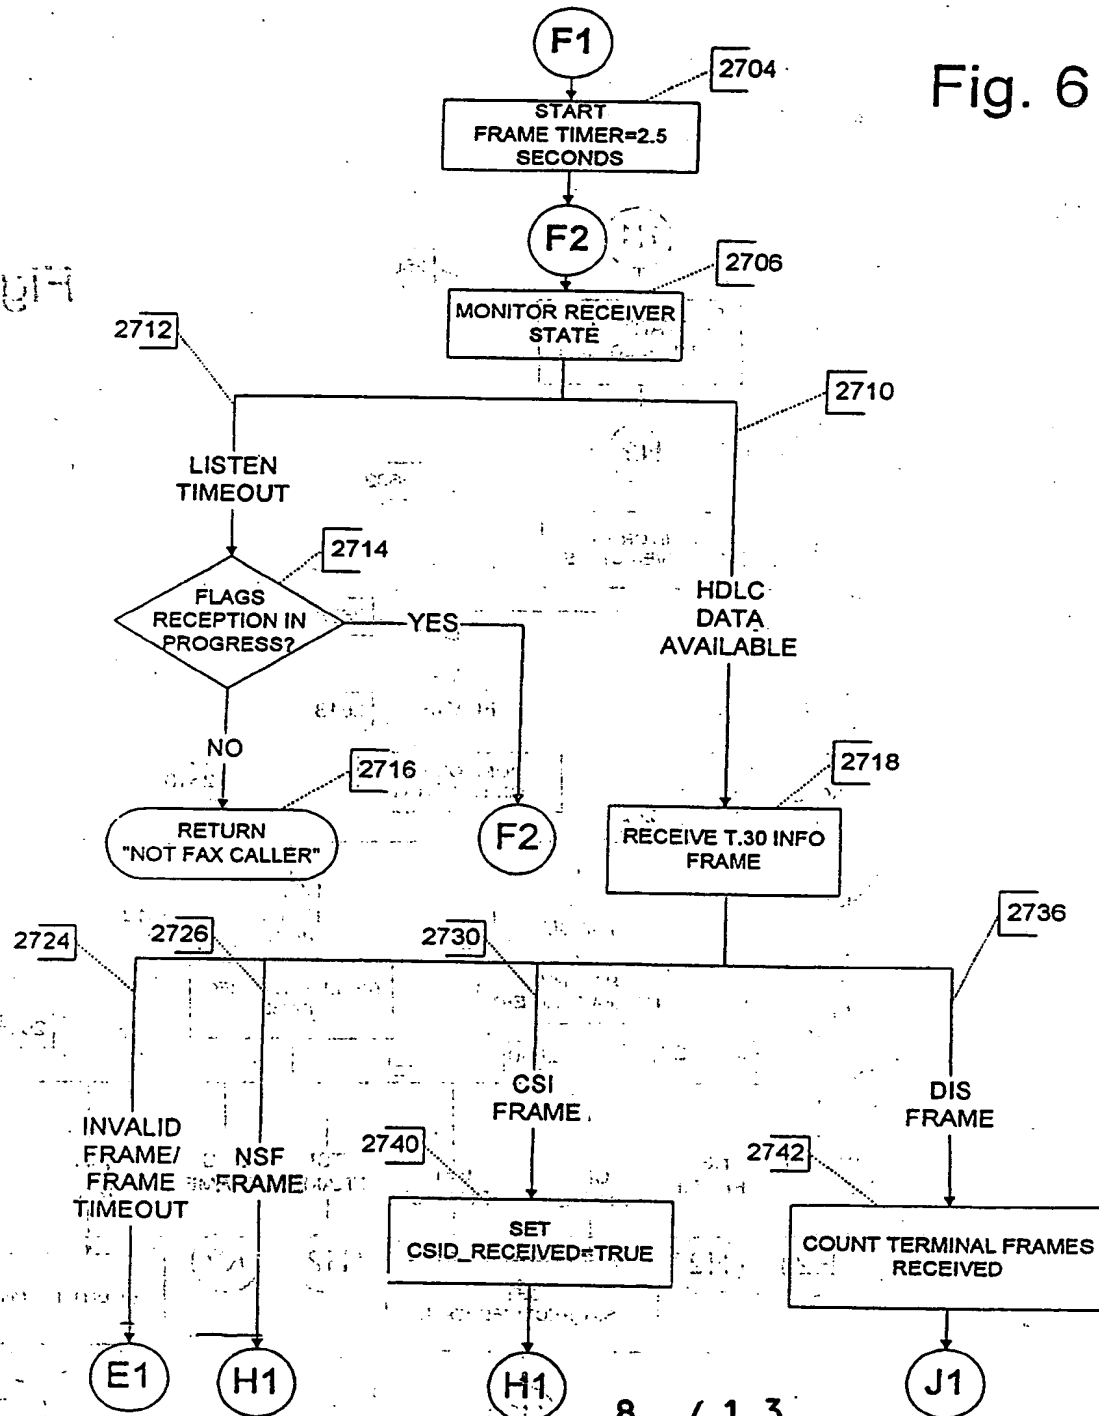 F1
2704
Fig. 6
START
FRAME TIMER=2.5
SECONDS
F2
2706
MONITOR RECEIVER
STATE
2712
2710
LISTEN
TIMEOUT
2714
FLAGS
RECEPTION IN
PROGRESS?
YES
HDLC
DATA
AVAILABLE
NO
2716
2718
RETURN
"NOT FAX CALLER"
F2
RECEIVE T.30 INFO
FRAME
2724
2726
2730
2736
CSI
FRAME
DIS
FRAME
INVALID
FRAME/
FRAME
TIMEOUT
NSF
FRAME
2740
2742
SET
CSID_RECEIVED=TRUE
COUNT TERMINAL FRAMES
RECEIVED
E1
H1
H1
J1
8 / 13